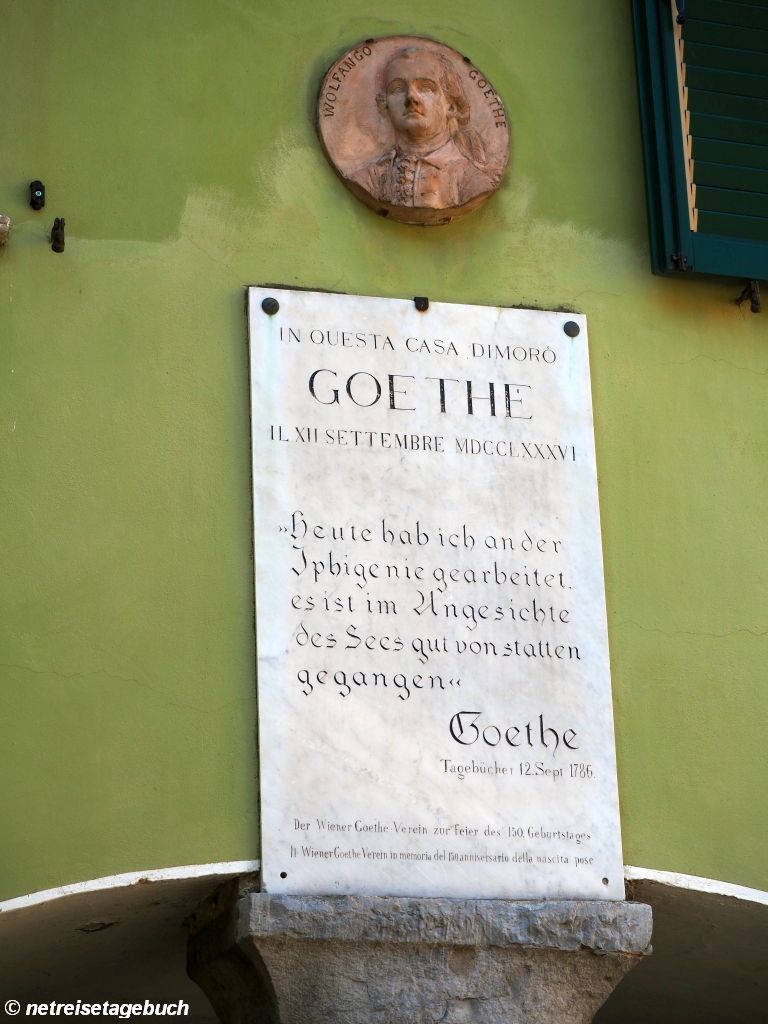 WOLFANGO GOETHE
IN QUESTA CASA DIMORÒ
GOETHE
IL XII SETTEMBRE MDCCLXXXVI
»Heute hab ich an der
Iphigenie gearbeitet.
es ist im Angesichte
des Sees gut von statten
gegangen«
Goethe
Tagebücher 12. Sept 1786.
Der Wiener Goethe-Verein zur Feier des 150. Geburtstages
Il Wiener Goethe Verein in memoria del 150 anniversario della nascita pose
© netreisetagebuch